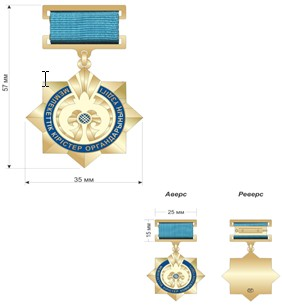 57 мм
МЕМЛЕКЕТТІК КІРІСТЕР ОРГАНДАРЫНЫҢ ҮЗДІГІ
35 мм
Аверс Реверс
25 мм
15 мм